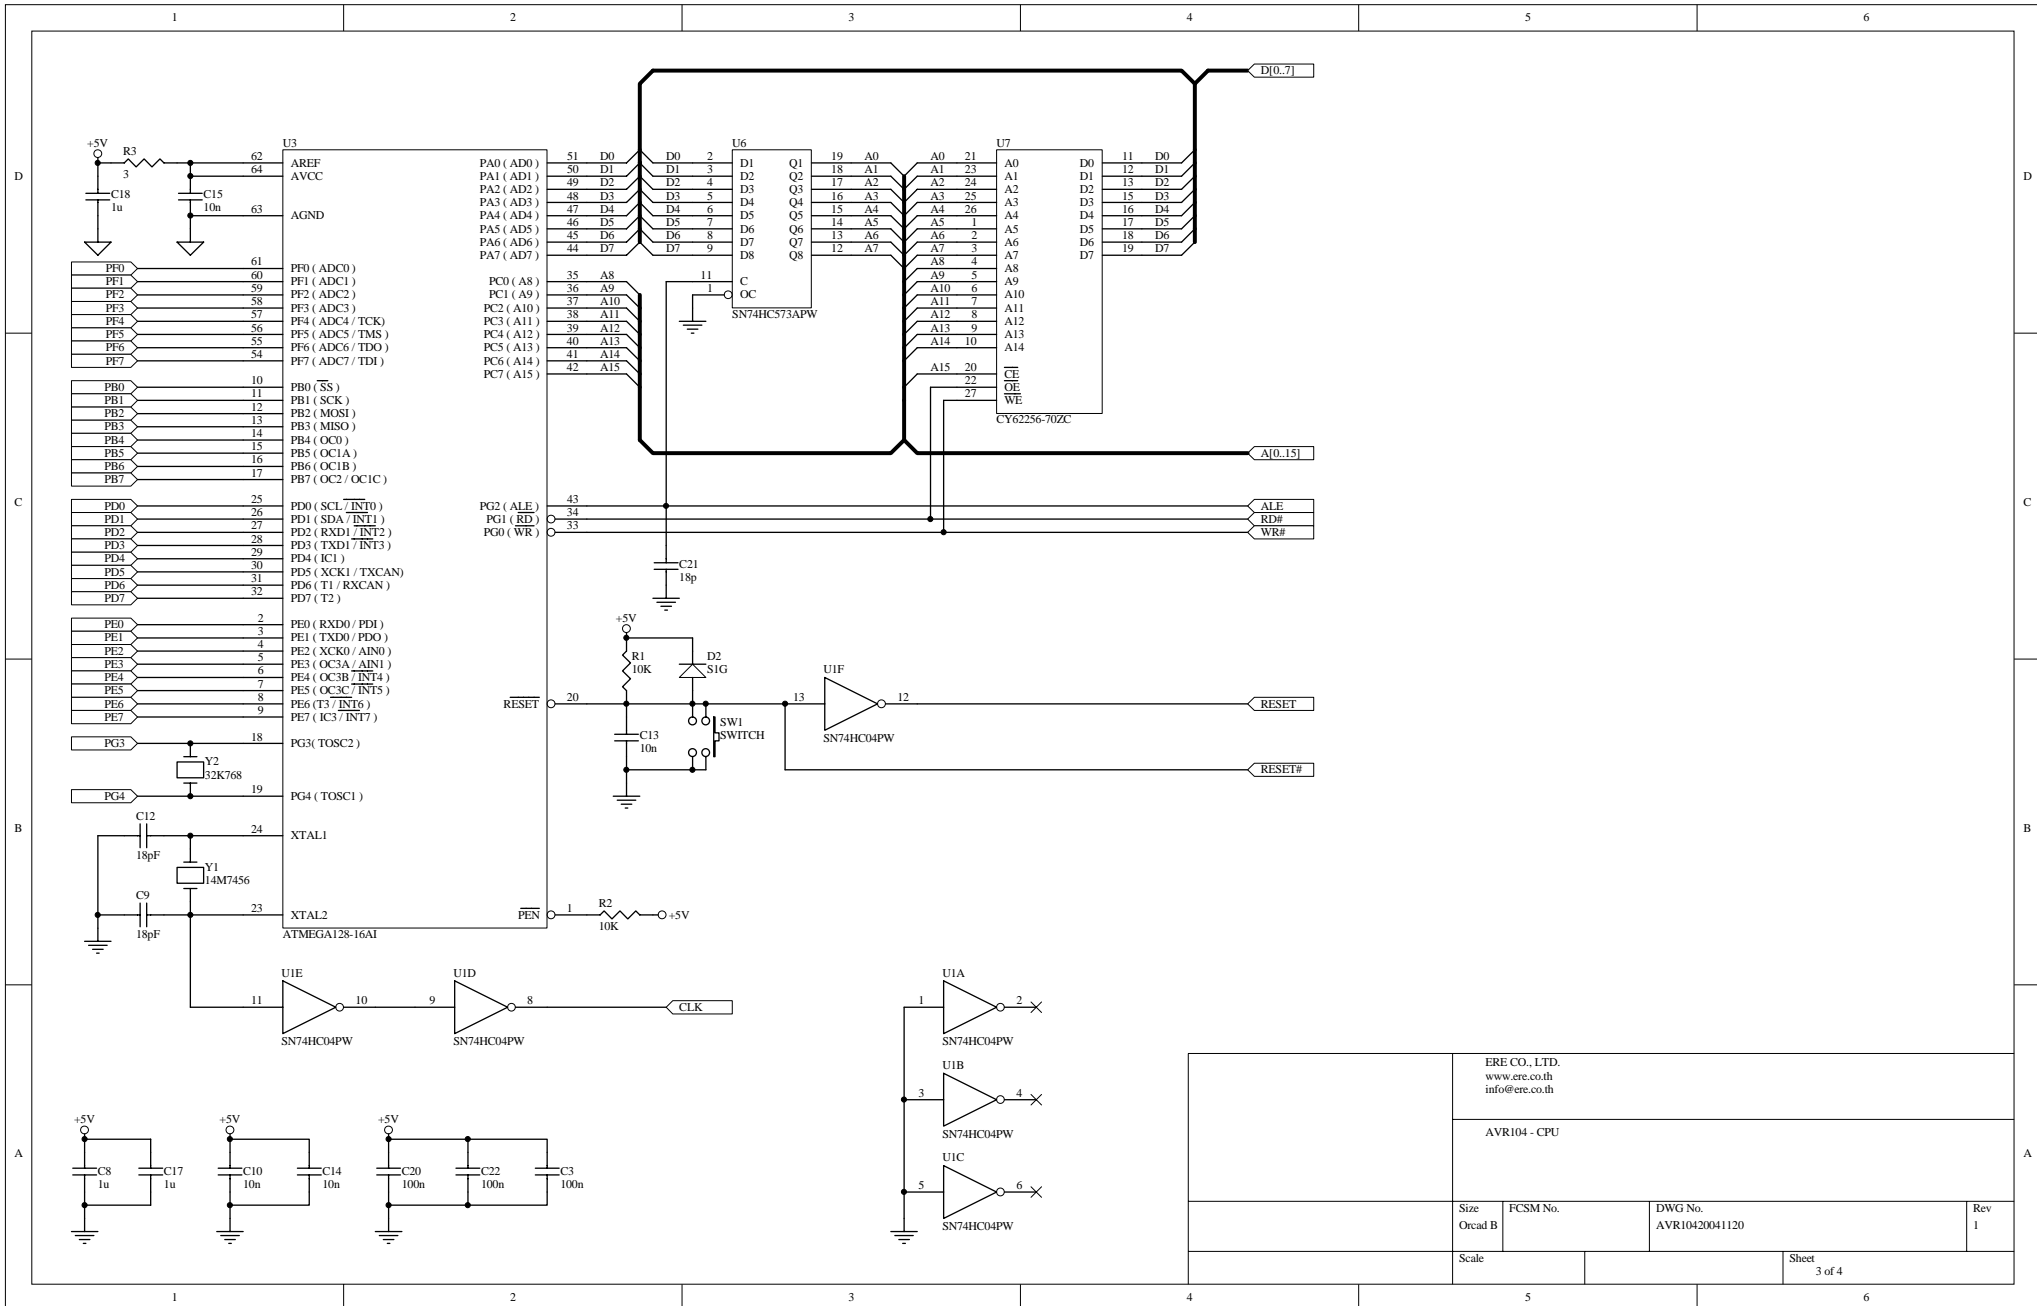 1 2 3 4 5 6
D
C
B
A
D
C
B
A
1 2 3 4 5 6
D[0..7]
+5V
R3
3
C18
1u
C15
10n
U3
62 AREF
64 AVCC
63 AGND
PF0 61 PF0 ( ADC0)
PF1 60 PF1 ( ADC1)
PF2 59 PF2 ( ADC2)
PF3 58 PF3 ( ADC3)
PF4 57 PF4 ( ADC4 / TCK)
PF5 56 PF5 ( ADC5 / TMS )
PF6 55 PF6 ( ADC6 / TDO )
PF7 54 PF7 ( ADC7 / TDI )
PB0 10 PB0 ( SS )
PB1 11 PB1 ( SCK )
PB2 12 PB2 ( MOSI )
PB3 13 PB3 ( MISO )
PB4 14 PB4 ( OC0 )
PB5 15 PB5 ( OC1A )
PB6 16 PB6 ( OC1B )
PB7 17 PB7 ( OC2 / OC1C )
PD0 25 PD0 ( SCL / INT0 )
PD1 26 PD1 ( SDA / INT1 )
PD2 27 PD2 ( RXD1 / INT2 )
PD3 28 PD3 ( TXD1 / INT3 )
PD4 29 PD4 ( IC1 )
PD5 30 PD5 ( XCK1 / TXCAN)
PD6 31 PD6 ( T1 / RXCAN )
PD7 32 PD7 ( T2 )
PE0 2 PE0 ( RXD0 / PDI )
PE1 3 PE1 ( TXD0 / PDO )
PE2 4 PE2 ( XCK0 / AIN0 )
PE3 5 PE3 ( OC3A / AIN1 )
PE4 6 PE4 ( OC3B / INT4 )
PE5 7 PE5 ( OC3C / INT5 )
PE6 8 PE6 (T3 / INT6 )
PE7 9 PE7 ( IC3 / INT7 )
PG3 18 PG3( TOSC2 )
Y2
32K768
PG4 19 PG4 ( TOSC1 )
C12
18pF
24 XTAL1
Y1
14M7456
C9
18pF
23 XTAL2
ATMEGA128-16AI
PA0 ( AD0 ) 51 D0
PA1 ( AD1 ) 50 D1
PA2 ( AD2 ) 49 D2
PA3 ( AD3 ) 48 D3
PA4 ( AD4 ) 47 D4
PA5 ( AD5 ) 46 D5
PA6 ( AD6 ) 45 D6
PA7 ( AD7 ) 44 D7
PC0 ( A8 ) 35 A8
PC1 ( A9 ) 36 A9
PC2 ( A10 ) 37 A10
PC3 ( A11 ) 38 A11
PC4 ( A12 ) 39 A12
PC5 ( A13 ) 40 A13
PC6 ( A14 ) 41 A14
PC7 ( A15 ) 42 A15
PG2 ( ALE ) 43
PG1 ( RD ) 34
PG0 ( WR ) 33
RESET 20
PEN 1
R2
10K
+5V
U6
D0 2 D1 Q1 19 A0
D1 3 D2 Q2 18 A1
D2 4 D3 Q3 17 A2
D3 5 D4 Q4 16 A3
D4 6 D5 Q5 15 A4
D5 7 D6 Q6 14 A5
D6 8 D7 Q7 13 A6
D7 9 D8 Q8 12 A7
11 C
1 OC
SN74HC573APW
U7
A0 21 A0 D0 11 D0
A1 23 A1 D1 12 D1
A2 24 A2 D2 13 D2
A3 25 A3 D3 15 D3
A4 26 A4 D4 16 D4
A5 1 A5 D5 17 D5
A6 2 A6 D6 18 D6
A7 3 A7 D7 19 D7
A8 4 A8
A9 5 A9
A10 6 A10
A11 7 A11
A12 8 A12
A13 9 A13
A14 10 A14
A15 20 CE
22 OE
27 WE
CY62256-70ZC
A[0..15]
ALE
RD#
WR#
C21
18p
+5V
R1
10K
D2
S1G
C13
10n
SW1
SWITCH
U1F
13 12
SN74HC04PW
RESET
RESET#
U1E
11 10
SN74HC04PW
U1D
9 8
SN74HC04PW
CLK
U1A
1 2
SN74HC04PW
U1B
3 4
SN74HC04PW
U1C
5 6
SN74HC04PW
+5V
C8
1u
C17
1u
+5V
C10
10n
C14
10n
+5V
C20
100n
C22
100n
C3
100n
ERE CO., LTD.
www.ere.co.th
info@ere.co.th
AVR104 - CPU
Size FCSM No. DWG No. Rev
Orcad B AVR10420041120 1
Scale Sheet
3 of 4